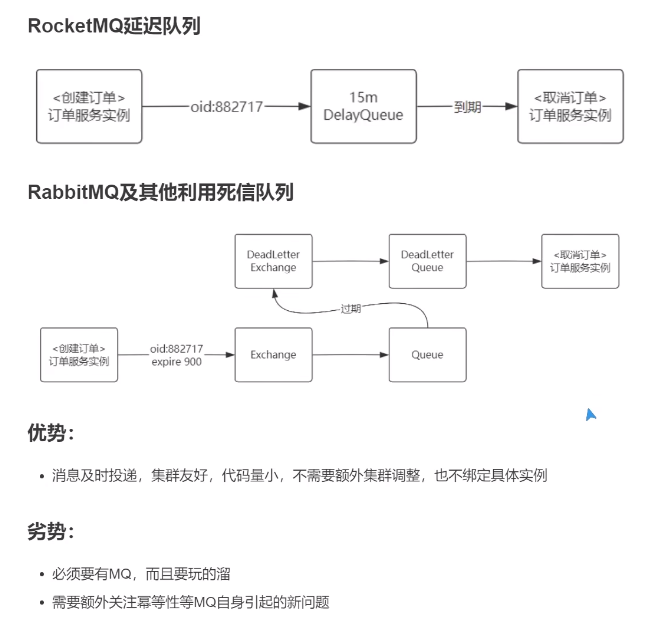 RocketMQ延迟队列
<创建订单>
订单服务实例
oid:882717
15m
DelayQueue
到期
<取消订单>
订单服务实例
RabbitMQ及其他利用死信队列
DeadLetter
Exchange
DeadLetter
Queue
<取消订单>
订单服务实例
过期
<创建订单>
订单服务实例
oid:882717
expire 900
Exchange
Queue
优势：
消息及时投递，集群友好，代码量小，不需要额外集群调整，也不绑定具体实例
劣势：
必须要有MQ，而且要玩的溜
需要额外关注幂等性等MQ自身引起的新问题